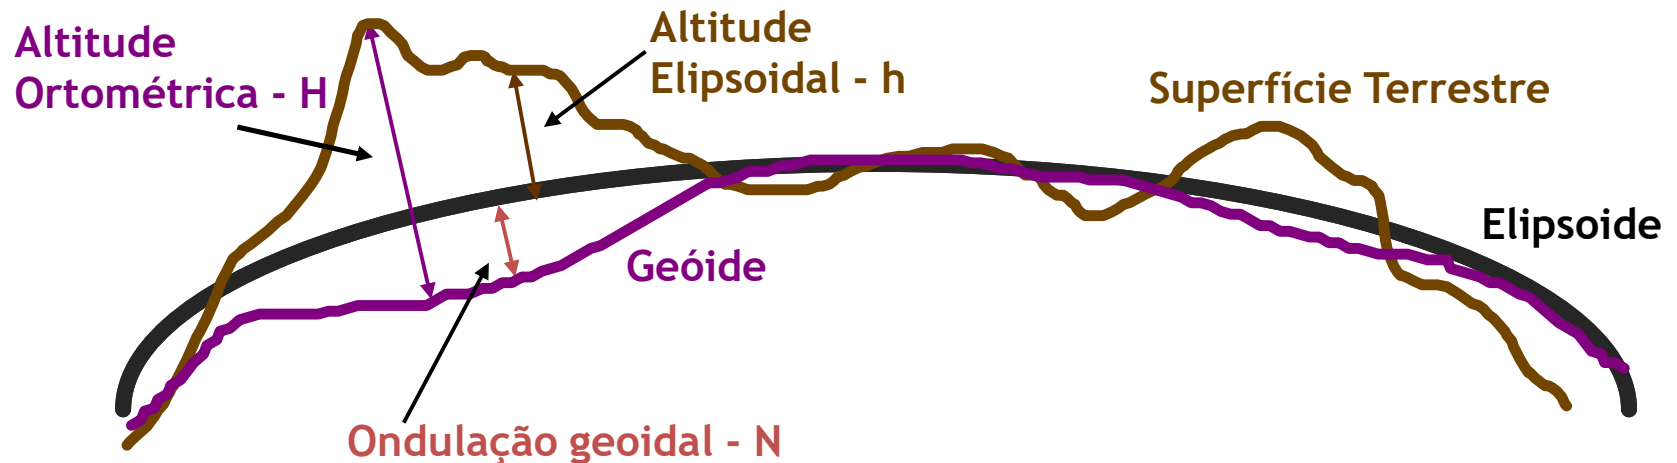 Altitude
Ortométrica - H
Altitude
Elipsoidal - h
Superfície Terrestre
Elipsoide
Geóide
Ondulação geoidal - N